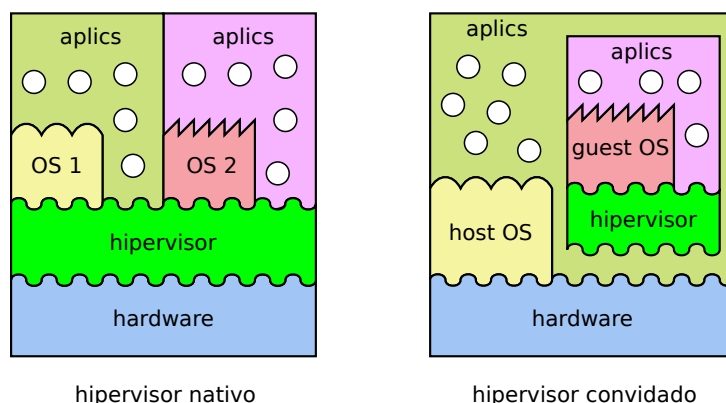 aplics
aplics
OS 1
OS 2
hipervisor
hardware
hipervisor nativo
aplics
aplics
guest OS
hipervisor
host OS
hardware
hipervisor convidado